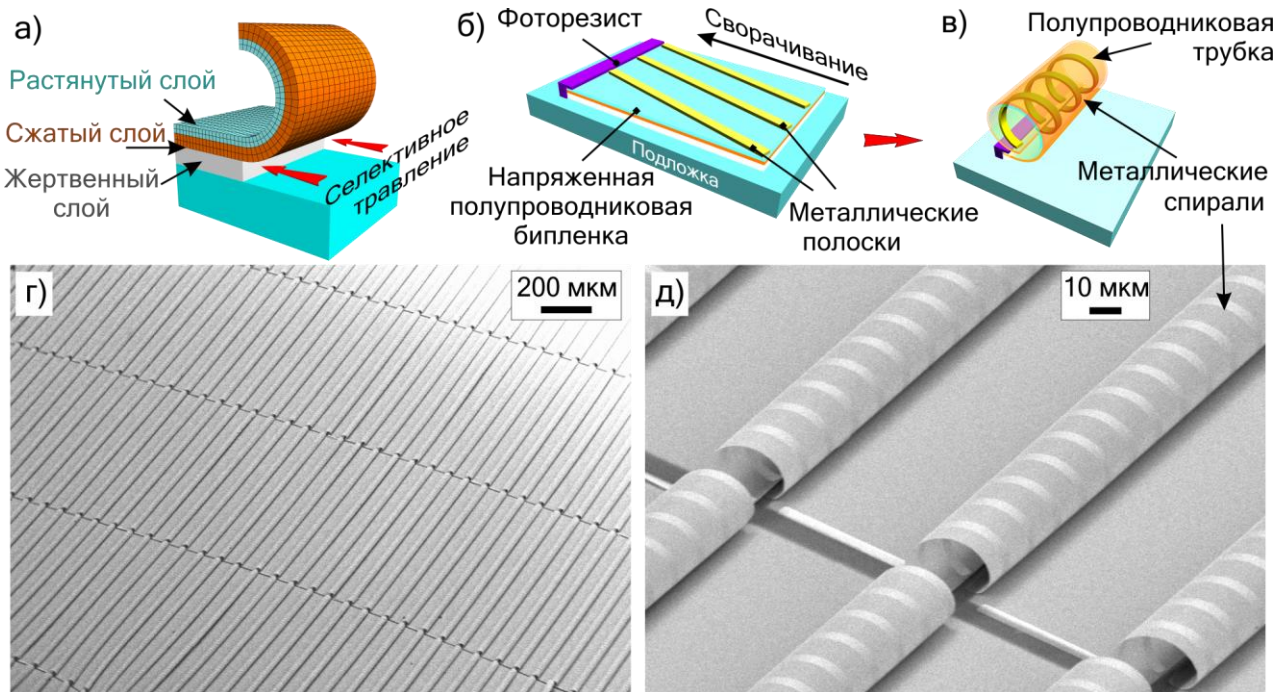 а)
Растянутый слой
Сжатый слой
Жертвенный
слой
Селективное
травление
б)
Фоторезист
Сворачивание
Подложка
Напряженная
полупроводниковая
бипленка
Металлические
полоски
в)
Полупроводниковая
трубка
Металлические
спирали
г)
200 мкм
д)
10 мкм